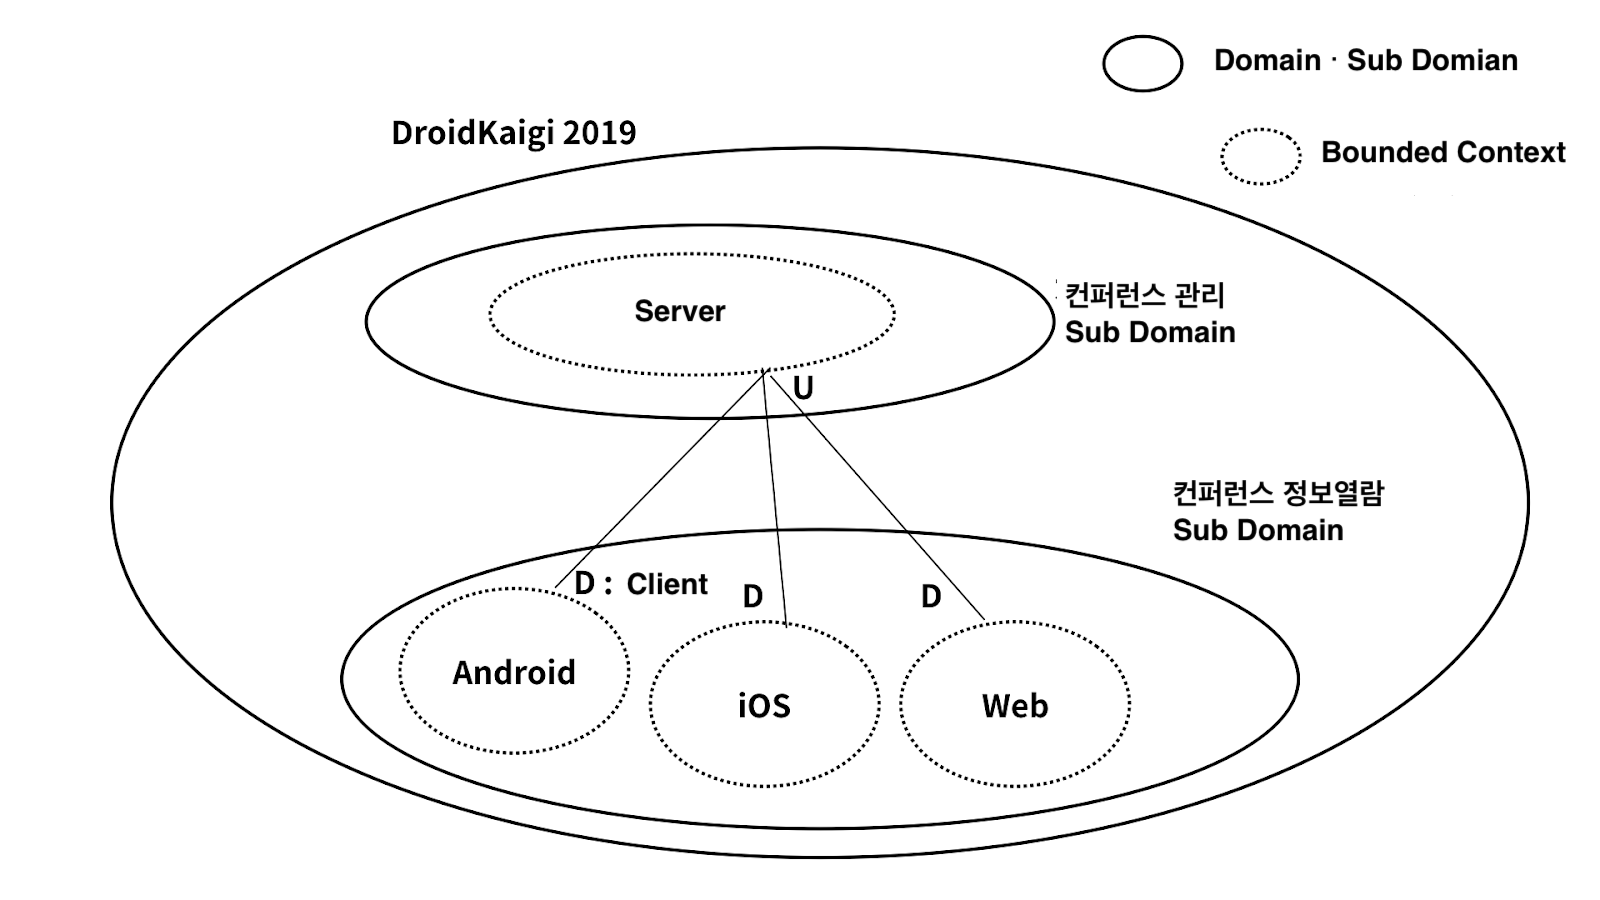 Domain · Sub Domian
DroidKaigi 2019
Bounded Context
Server
컨퍼런스 관리
Sub Domain
U
컨퍼런스 정보열람
Sub Domain
D : Client
D
D
Android
iOS
Web